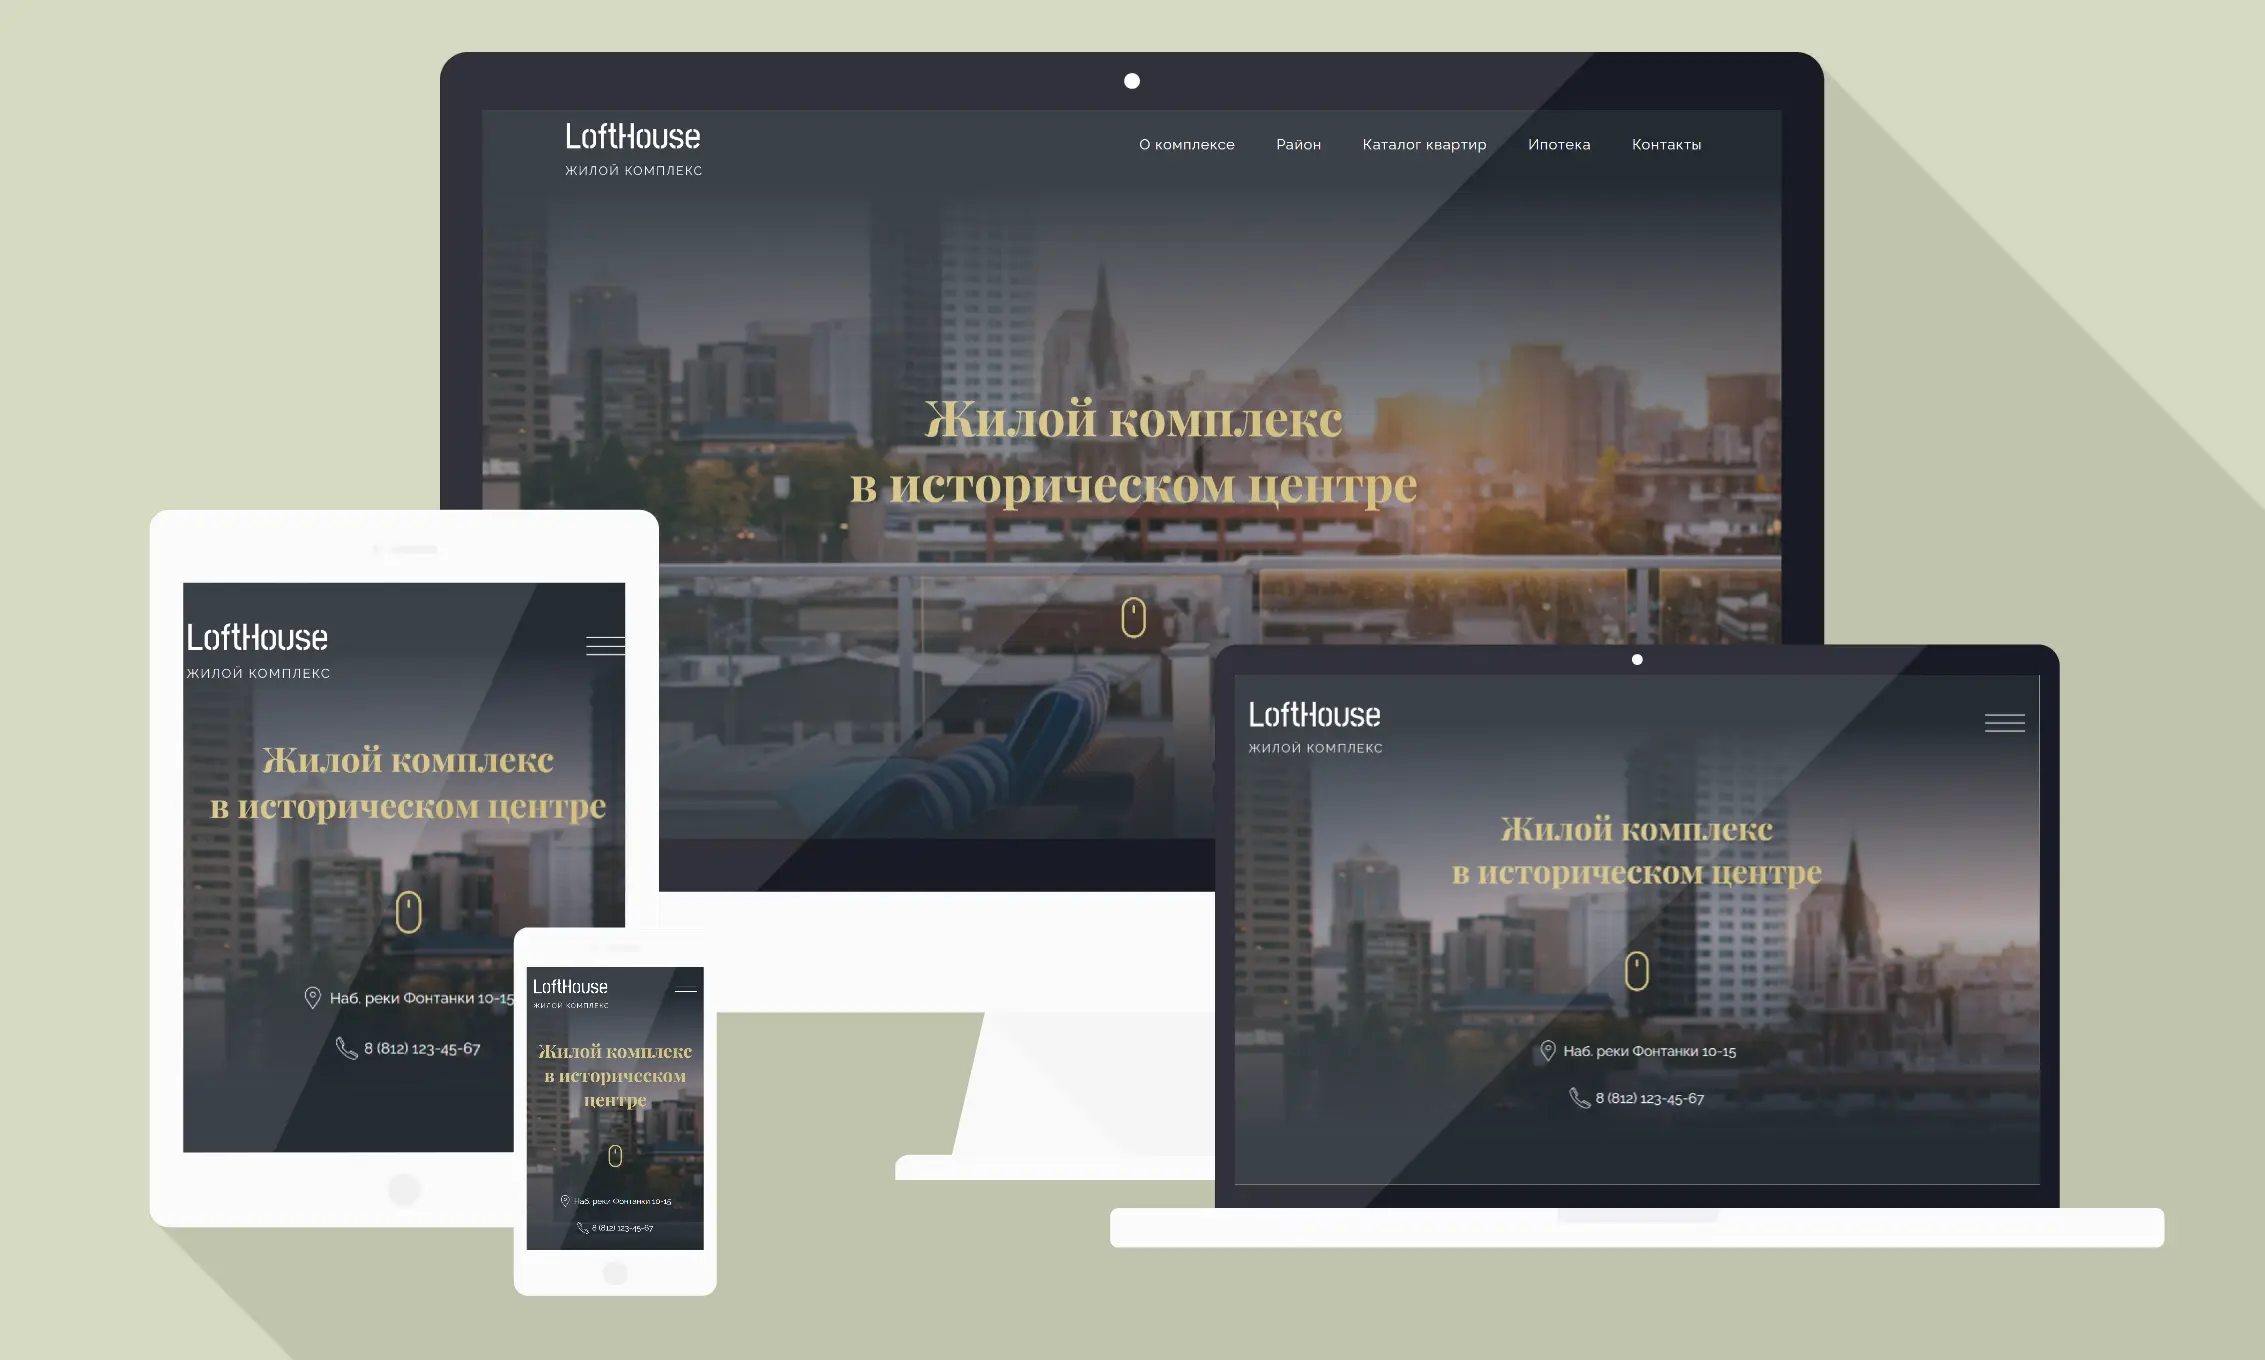 LoftHouse
ЖИЛОЙ КОМПЛЕКС
О комплексе
Район
Каталог квартир
Ипотека
Контакты
Жилой комплекс
в историческом центре
LoftHouse
ЖИЛОЙ КОМПЛЕКС
Жилой комплекс
в историческом центре
Наб. реки Фонтанки 10-15
8 (812) 123-45-67
LoftHouse
ЖИЛОЙ КОМПЛЕКС
Жилой комплекс
в историческом
центре
Наб. реки Фонтанки 10-15
8 (812) 123-45-67
LoftHouse
ЖИЛОЙ КОМПЛЕКС
Жилой комплекс
в историческом центре
Наб. реки Фонтанки 10-15
8 (812) 123-45-67